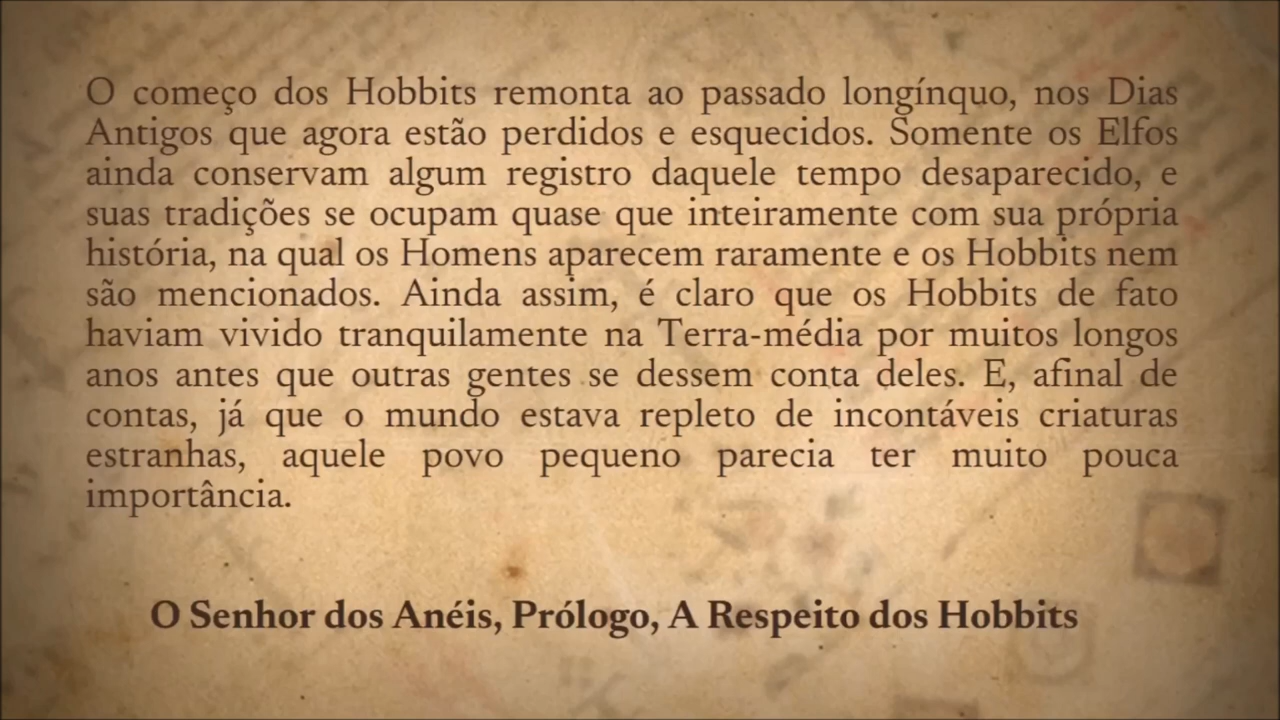 O começo dos Hobbits remonta ao passado longínquo, nos Dias
Antigos que agora estão perdidos e esquecidos. Somente os Elfos
ainda conservam algum registro daquele tempo desaparecido, e
suas tradições se ocupam quase que inteiramente com sua própria
história, na qual os Homens aparecem raramente e os Hobbits nem
são mencionados. Ainda assim, é claro que os Hobbits de fato
haviam vivido tranquilamente na Terra-média por muitos longos
anos antes que outras gentes se dessem conta deles. E, afinal de
contas, já que o mundo estava repleto de incontáveis criaturas
estranhas, aquele povo pequeno parecia ter muito pouca
importância.
O Senhor dos Anéis, Prólogo, A Respeito dos Hobbits